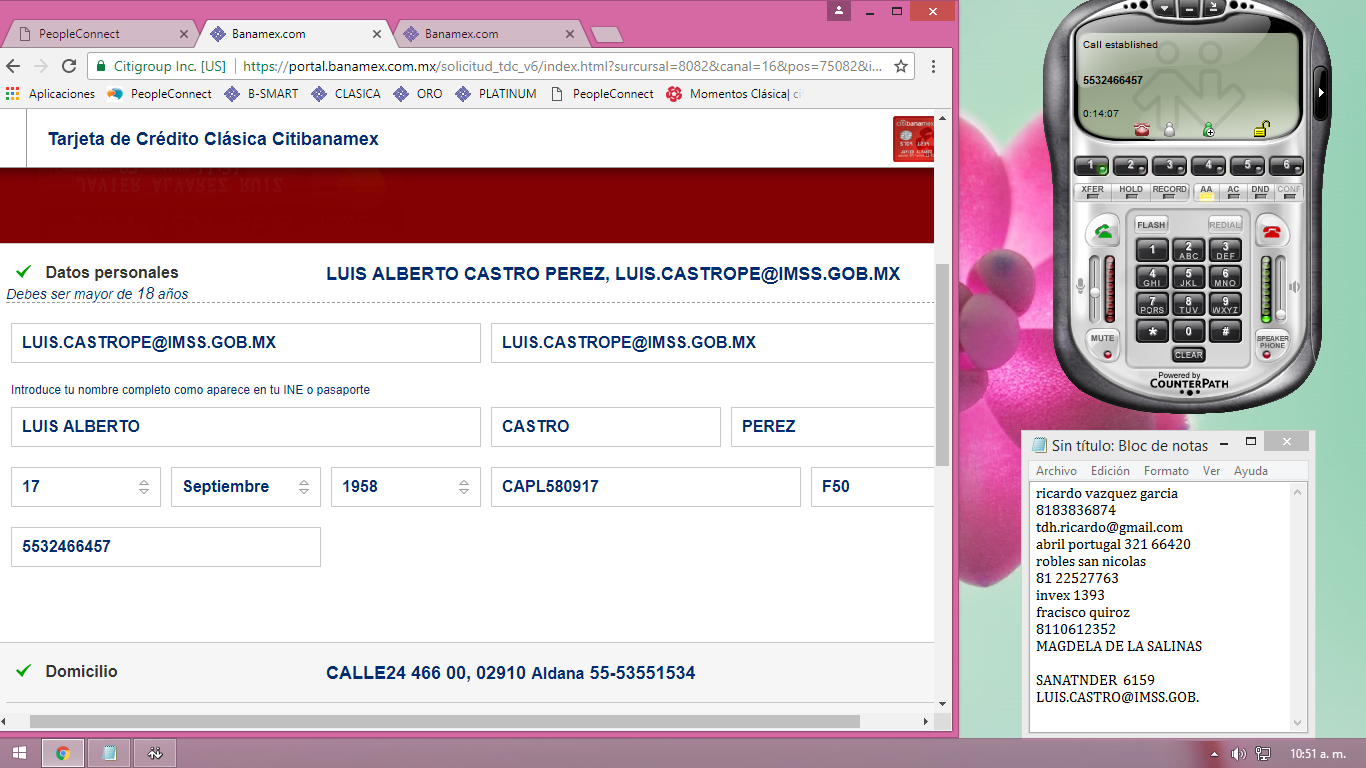 PeopleConnect
Banamex.com
Banamex.com
Citigroup Inc. [US]
https://portal.banamex.com.mx/solicitud_tdc_v6/index.html?surcursal=8082&canal=16&pos=75082&i...
Aplicaciones PeopleConnect B-SMART CLASICA ORO PLATINUM PeopleConnect Momentos Clásica| ci
Tarjeta de Crédito Clásica Citibanamex
citibanamex
Datos personales
LUIS ALBERTO CASTRO PEREZ, LUIS.CASTROPE@IMSS.GOB.MX
Debes ser mayor de 18 años
LUIS.CASTROPE@IMSS.GOB.MX
LUIS.CASTROPE@IMSS.GOB.MX
Introduce tu nombre completo como aparece en tu INE o pasaporte
LUIS ALBERTO
CASTRO
PEREZ
17
Septiembre
1958
CAPL580917
F50
5532466457
Domicilio
CALLE24 466 00, 02910 Aldana 55-53551534
Call established
5532466457
0:14:07
1 2 3 4 5 6
XFER HOLD RECORD AA AC DND CONF
FLASH REDIAL
1 2 ABC 3 DEF
4 GHI 5 JKL 6 MNO
7 PQRS 8 TUV 9 WXYZ
* 0 #
MUTE
CLEAR
SPEAKER PHONE
Powered by
COUNTERPATH
Sin título: Bloc de notas
Archivo Edición Formato Ver Ayuda
ricardo vazquez garcia
8183836874
tdh.ricardo@gmail.com
abril portugal 321 66420
robles san nicolas
81 22527763
invex 1393
fracisco quiroz
8110612352
MAGDELA DE LA SALINAS
SANATNDER 6159
LUIS.CASTRO@IMSS.GOB.
10:51 a. m.